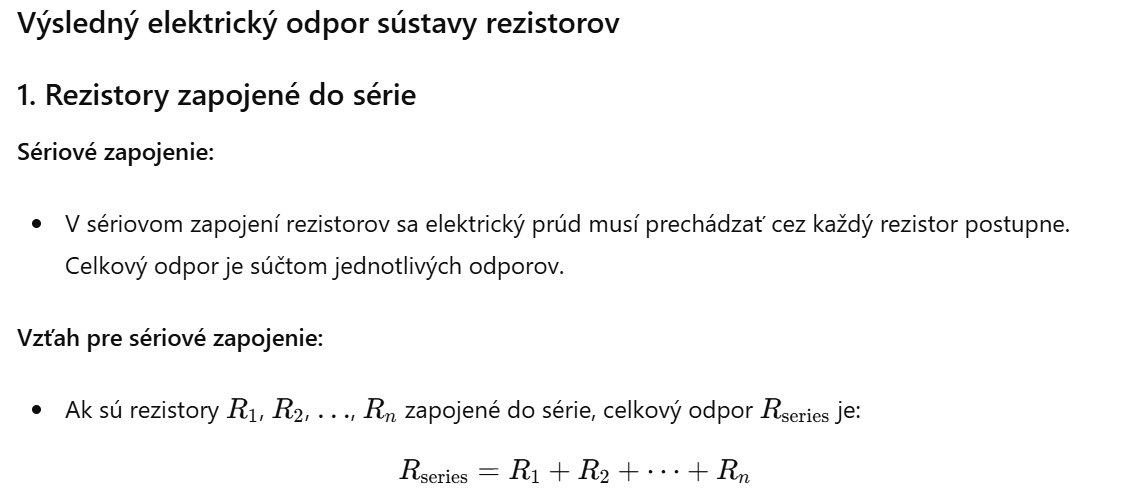 Výsledný elektrický odpor sústavy rezistorov
1. Rezistory zapojené do série
Sériové zapojenie:
• V sériovom zapojení rezistorov sa elektrický prúd musí prechádzať cez každý rezistor postupne.
Celkový odpor je súčtom jednotlivých odporov.
Vzťah pre sériové zapojenie:
• Ak sú rezistory R₁, R₂, …, Rₙ zapojené do série, celkový odpor R_series je:
R_series = R₁ + R₂ + ⋯ + Rₙ